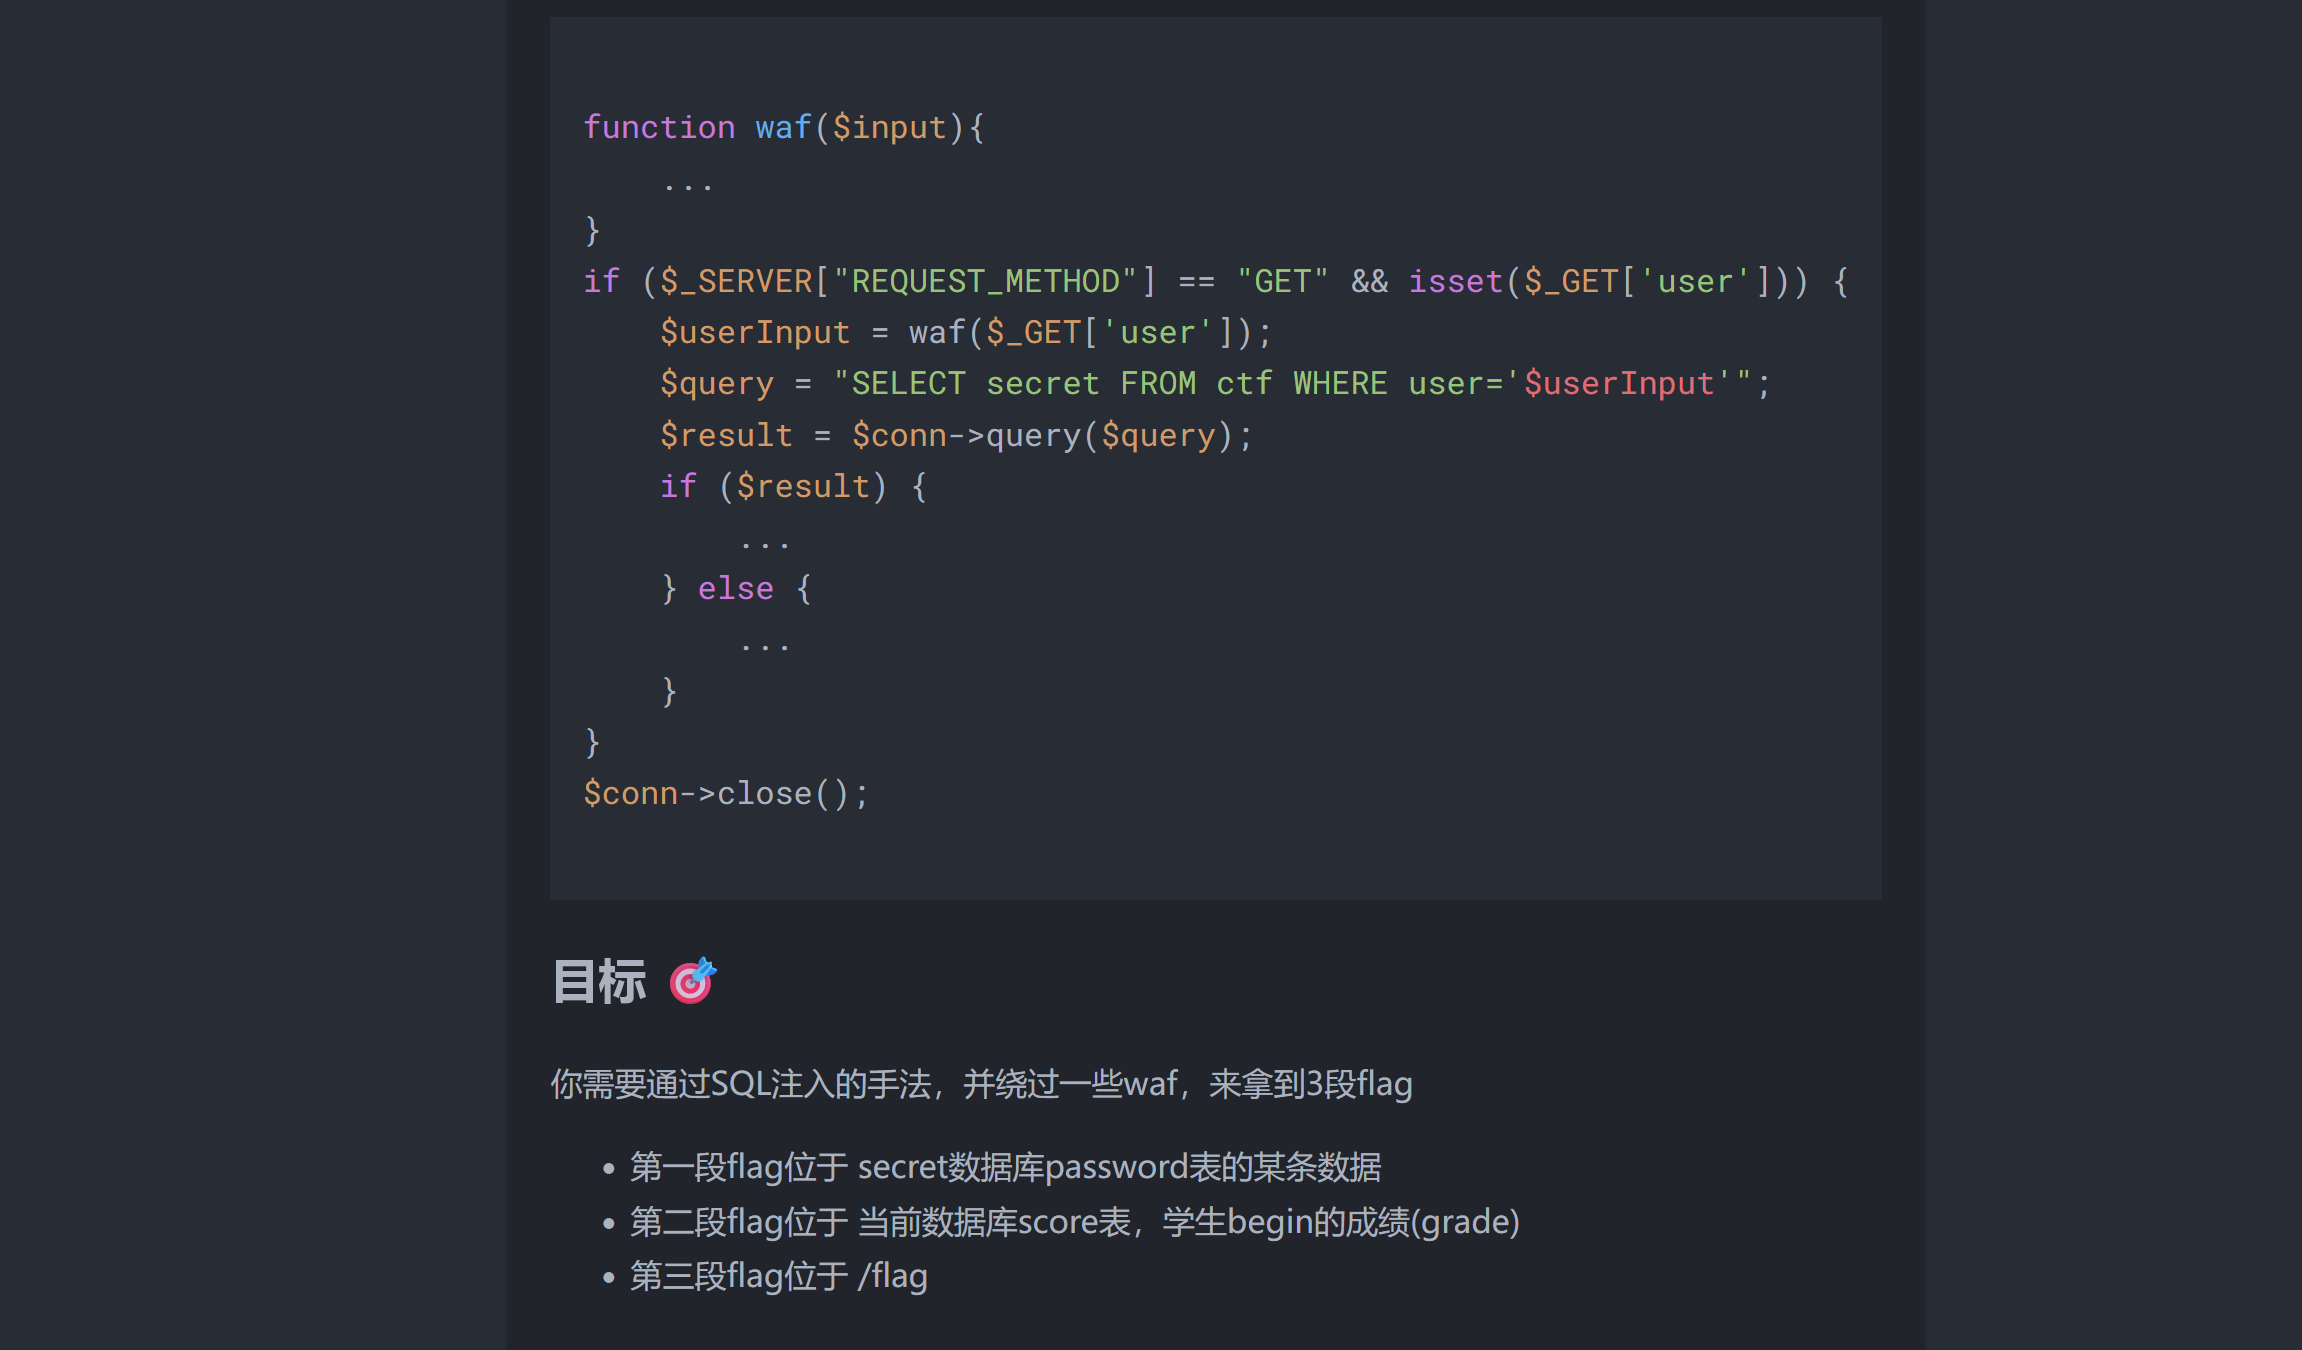 function waf($input){
    ...
}
if ($_SERVER["REQUEST_METHOD"] == "GET" && isset($_GET['user'])) {
    $userInput = waf($_GET['user']);
    $query = "SELECT secret FROM ctf WHERE user='$userInput'";
    $result = $conn->query($query);
    if ($result) {
        ...
    } else {
        ...
    }
}
$conn->close();
目标 🎯
你需要通过SQL注入的手法，并绕过一些waf，来拿到3段flag
• 第一段flag位于 secret数据库password表的某条数据
• 第二段flag位于 当前数据库score表，学生begin的成绩(grade)
• 第三段flag位于 /flag